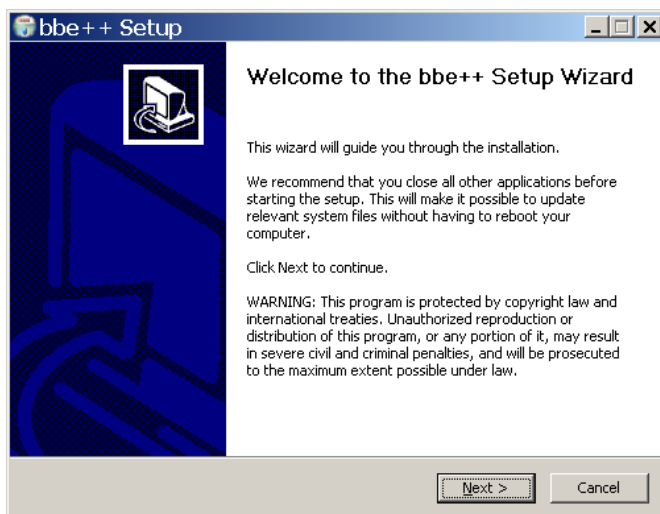 bbe++ Setup
Welcome to the bbe++ Setup Wizard
This wizard will guide you through the installation.
We recommend that you close all other applications before
starting the setup. This will make it possible to update
relevant system files without having to reboot your
computer.
Click Next to continue.
WARNING: This program is protected by copyright law and
international treaties. Unauthorized reproduction or
distribution of this program, or any portion of it, may result
in severe civil and criminal penalties, and will be prosecuted
to the maximum extent possible under law.
Next > Cancel